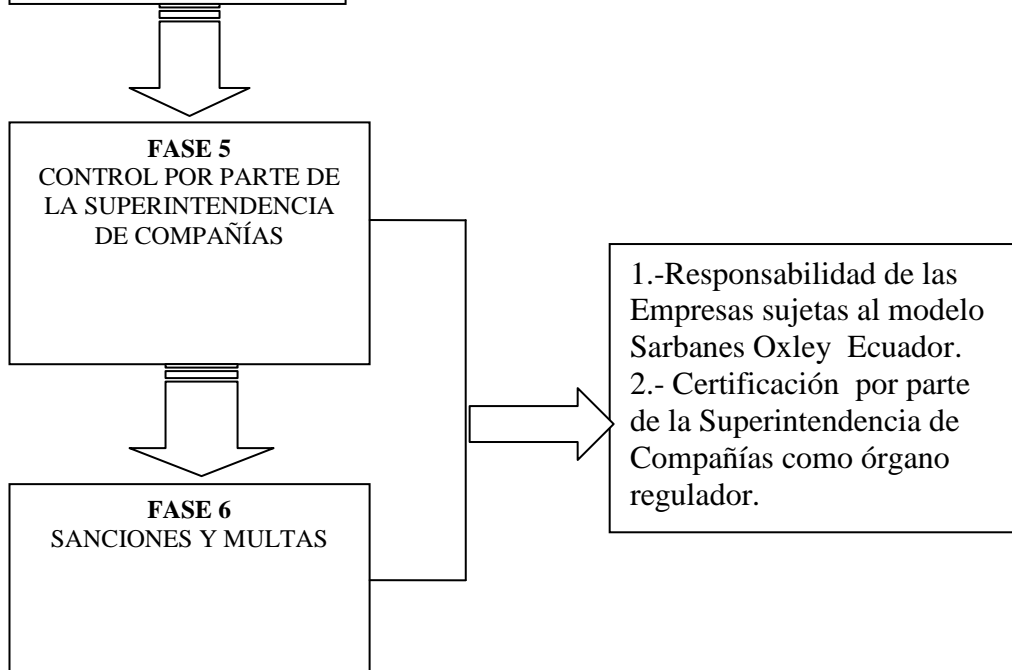 FASE 5
CONTROL POR PARTE DE
LA SUPERINTENDENCIA
DE COMPAÑÍAS
1.-Responsabilidad de las
Empresas sujetas al modelo
Sarbanes Oxley  Ecuador.
2.- Certificación  por parte
de la Superintendencia de
Compañías como órgano
regulador.
FASE 6
SANCIONES Y MULTAS